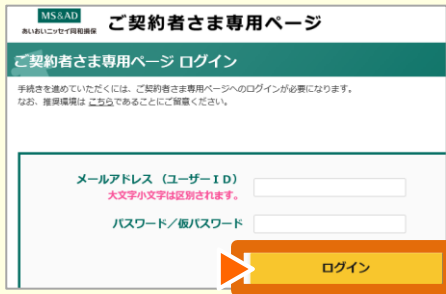 MS&AD
あいおいニッセイ同和損保
ご契約者さま専用ページ
ご契約者さま専用ページ ログイン
手続きを進めていただくには、ご契約者さま専用ページへのログインが必要になります。
なお、推奨環境は こちらであることにご留意ください。
メールアドレス （ユーザーＩＤ）
大文字小文字は区別されます。
パスワード／仮パスワード
ログイン